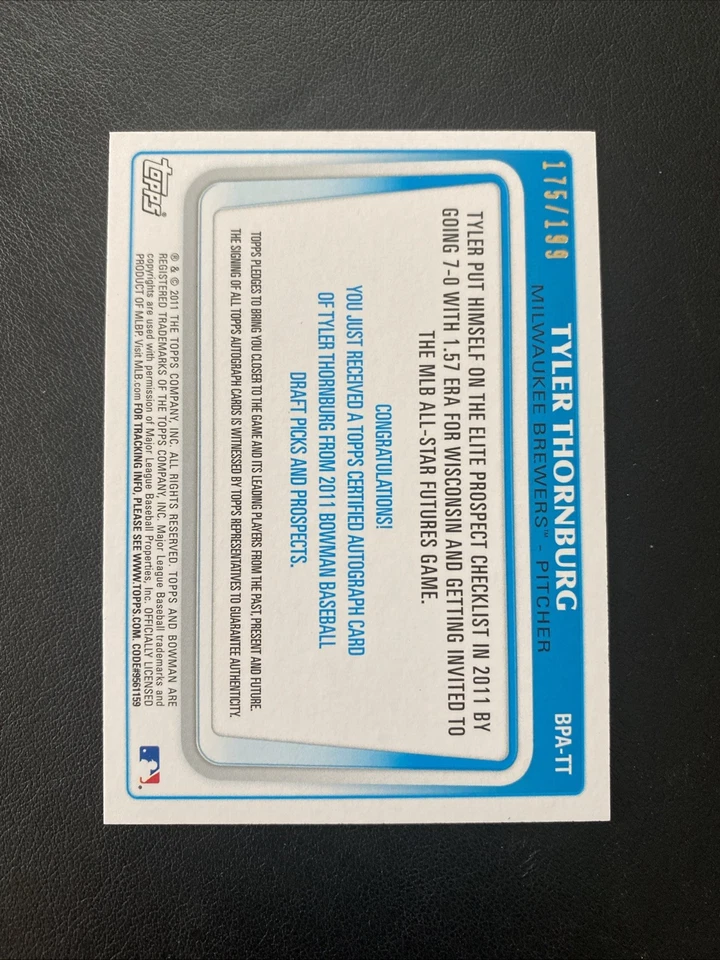 175/199
TYLER THORNBURG
MILWAUKEE BREWERS™ - PITCHER
BPA-TT
TYLER PUT HIMSELF ON THE ELITE PROSPECT CHECKLIST IN 2011 BY
GOING 7-0 WITH 1.57 ERA FOR WISCONSIN AND GETTING INVITED TO
THE MLB ALL-STAR FUTURES GAME.
CONGRATULATIONS!
YOU JUST RECEIVED A TOPPS CERTIFIED AUTOGRAPH CARD
OF TYLER THORNBURG FROM 2011 BOWMAN BASEBALL
DRAFT PICKS AND PROSPECTS.
TOPPS PLEDGES TO BRING YOU CLOSER TO THE GAME AND ITS LEADING PLAYERS FROM THE PAST, PRESENT AND FUTURE.
THE SIGNING OF ALL TOPPS AUTOGRAPH CARDS IS WITNESSED BY TOPPS REPRESENTATIVES TO GUARANTEE AUTHENTICITY.
topps®
® & © 2011 THE TOPPS COMPANY, INC. ALL RIGHTS RESERVED. TOPPS AND BOWMAN ARE
REGISTERED TRADEMARKS OF THE TOPPS COMPANY, INC. Major League Baseball trademarks and
copyrights are used with permission of Major League Baseball Properties, Inc. OFFICIALLY LICENSED
PRODUCT OF MLBP. Visit MLB.com FOR TRACKING INFO, PLEASE SEE WWW.TOPPS.COM. CODE#9561159